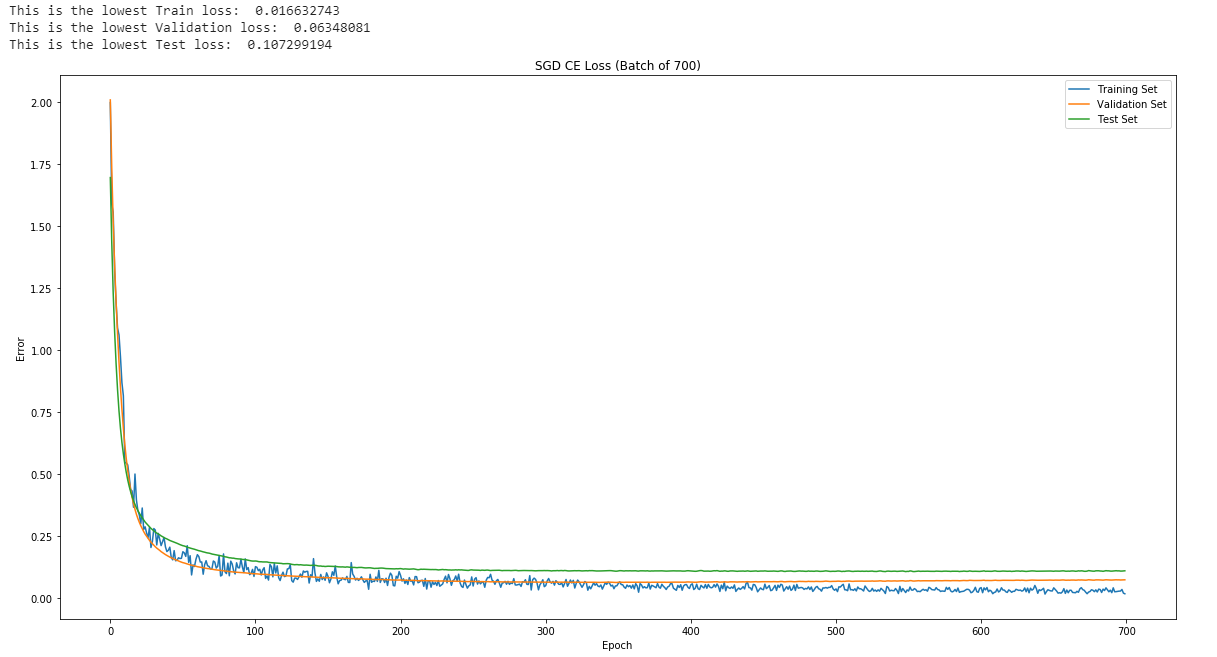 This is the lowest Train loss:  0.016632743
This is the lowest Validation loss:  0.06348081
This is the lowest Test loss:  0.107299194
SGD CE Loss (Batch of 700)
Training Set
Validation Set
Test Set
2.00
1.75
1.50
1.25
1.00
0.75
0.50
0.25
0.00
Error
0 100 200 300 400 500 600 700
Epoch